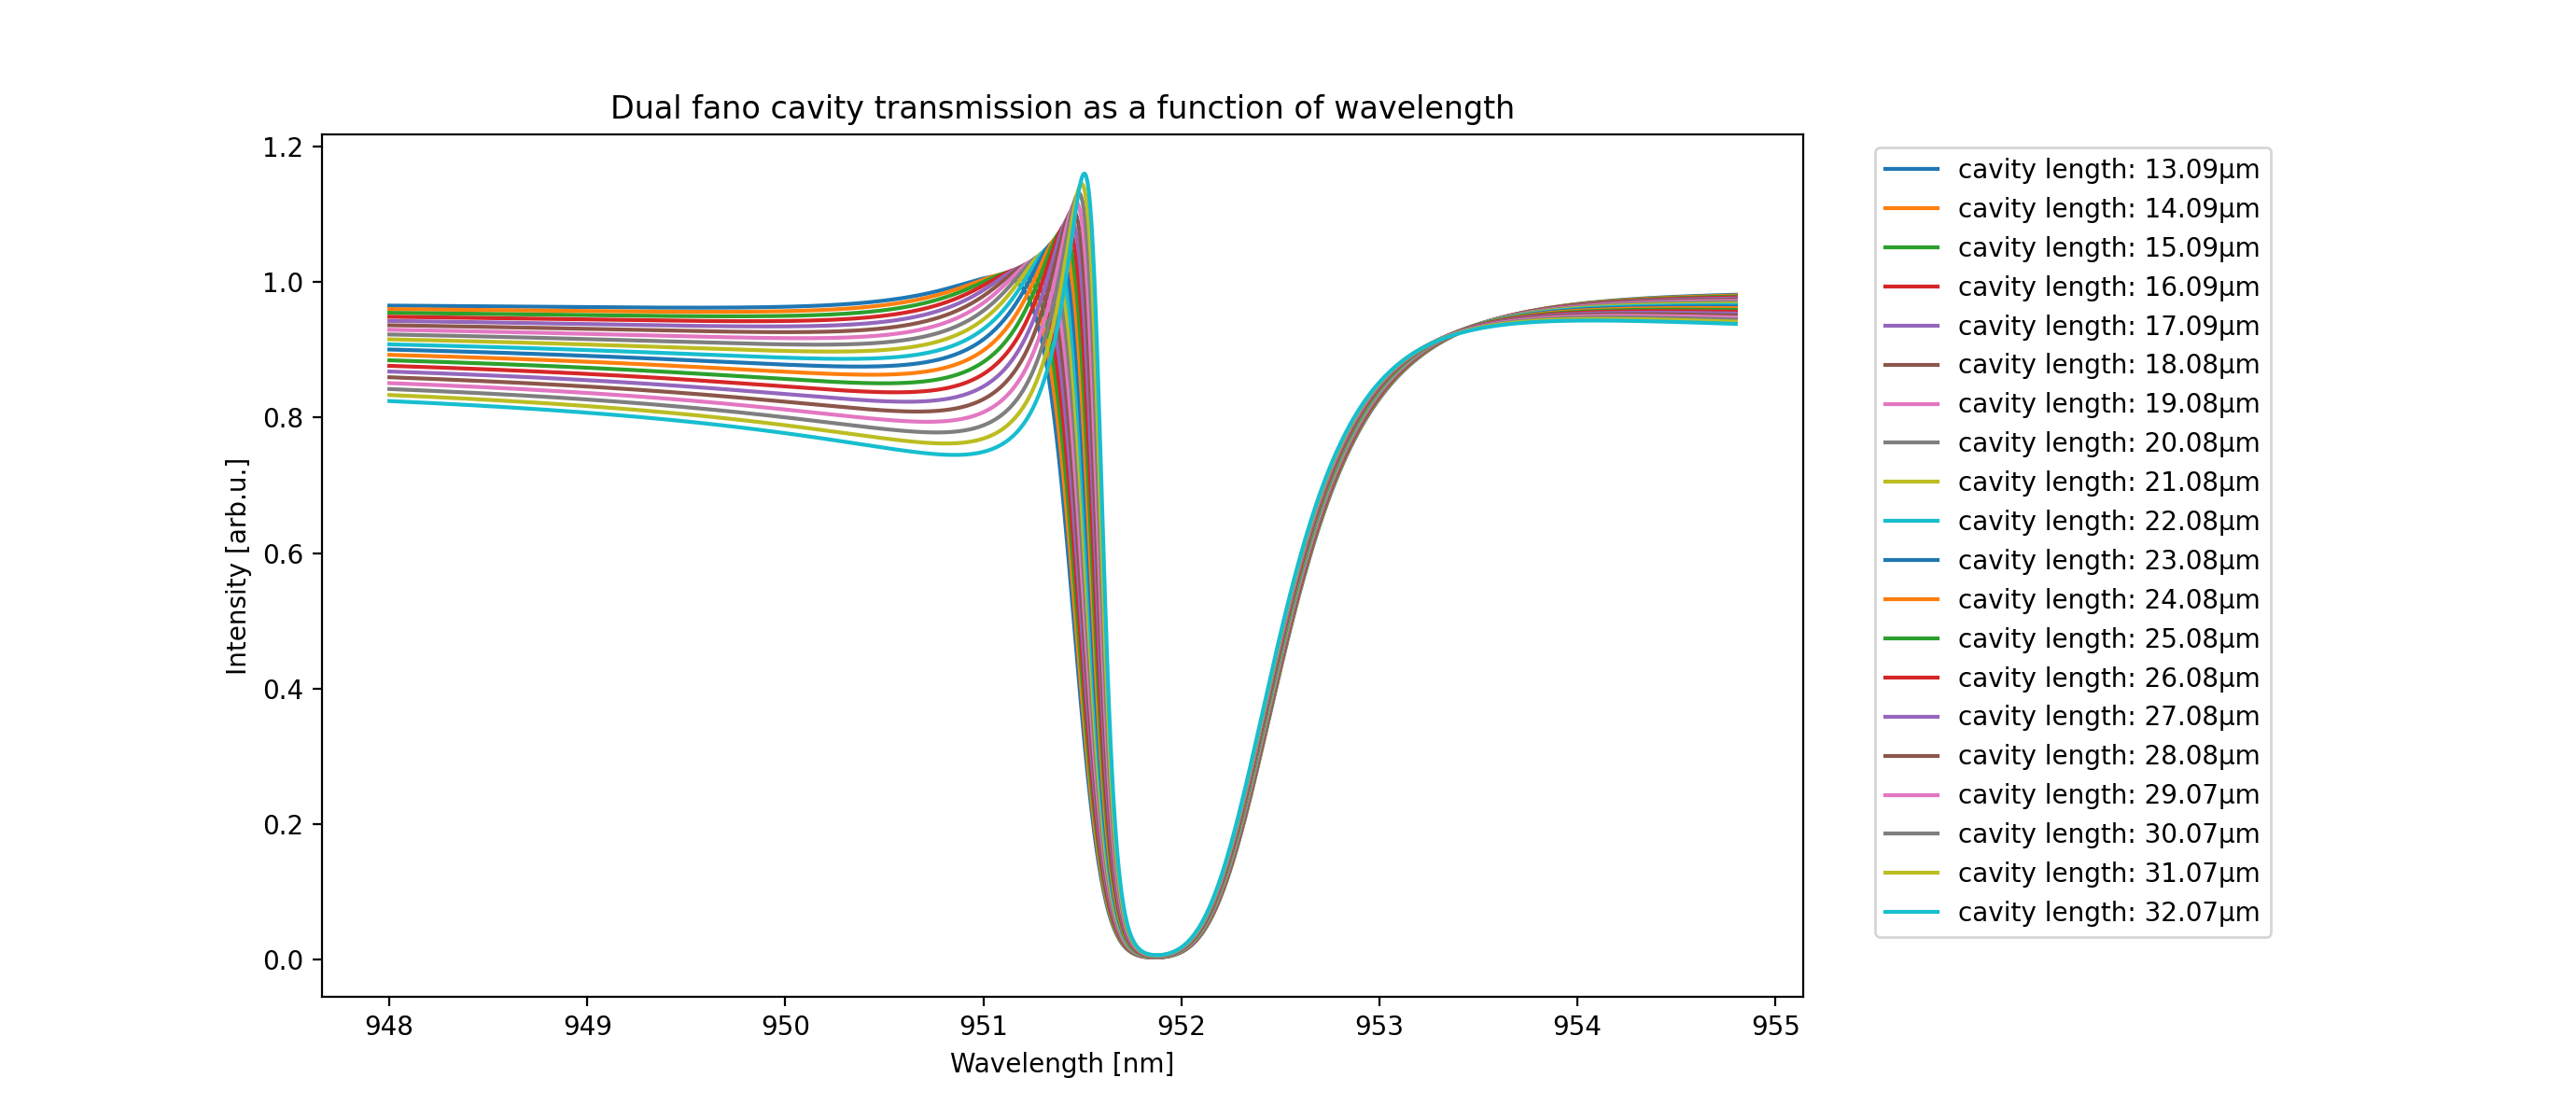 Dual fano cavity transmission as a function of wavelength
Intensity [arb.u.]
1.2
1.0
0.8
0.6
0.4
0.2
0.0
948 949 950 951 952 953 954 955
Wavelength [nm]
cavity length: 13.09μm
cavity length: 14.09μm
cavity length: 15.09μm
cavity length: 16.09μm
cavity length: 17.09μm
cavity length: 18.08μm
cavity length: 19.08μm
cavity length: 20.08μm
cavity length: 21.08μm
cavity length: 22.08μm
cavity length: 23.08μm
cavity length: 24.08μm
cavity length: 25.08μm
cavity length: 26.08μm
cavity length: 27.08μm
cavity length: 28.08μm
cavity length: 29.07μm
cavity length: 30.07μm
cavity length: 31.07μm
cavity length: 32.07μm